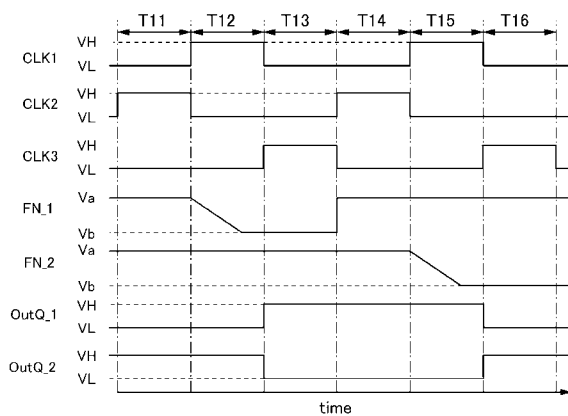 T11 T12 T13 T14 T15 T16
VH
CLK1
VL
VH
CLK2
VL
VH
CLK3
VL
Va
FN_1
Vb
Va
FN_2
Vb
VH
OutQ_1
VL
VH
OutQ_2
VL
time